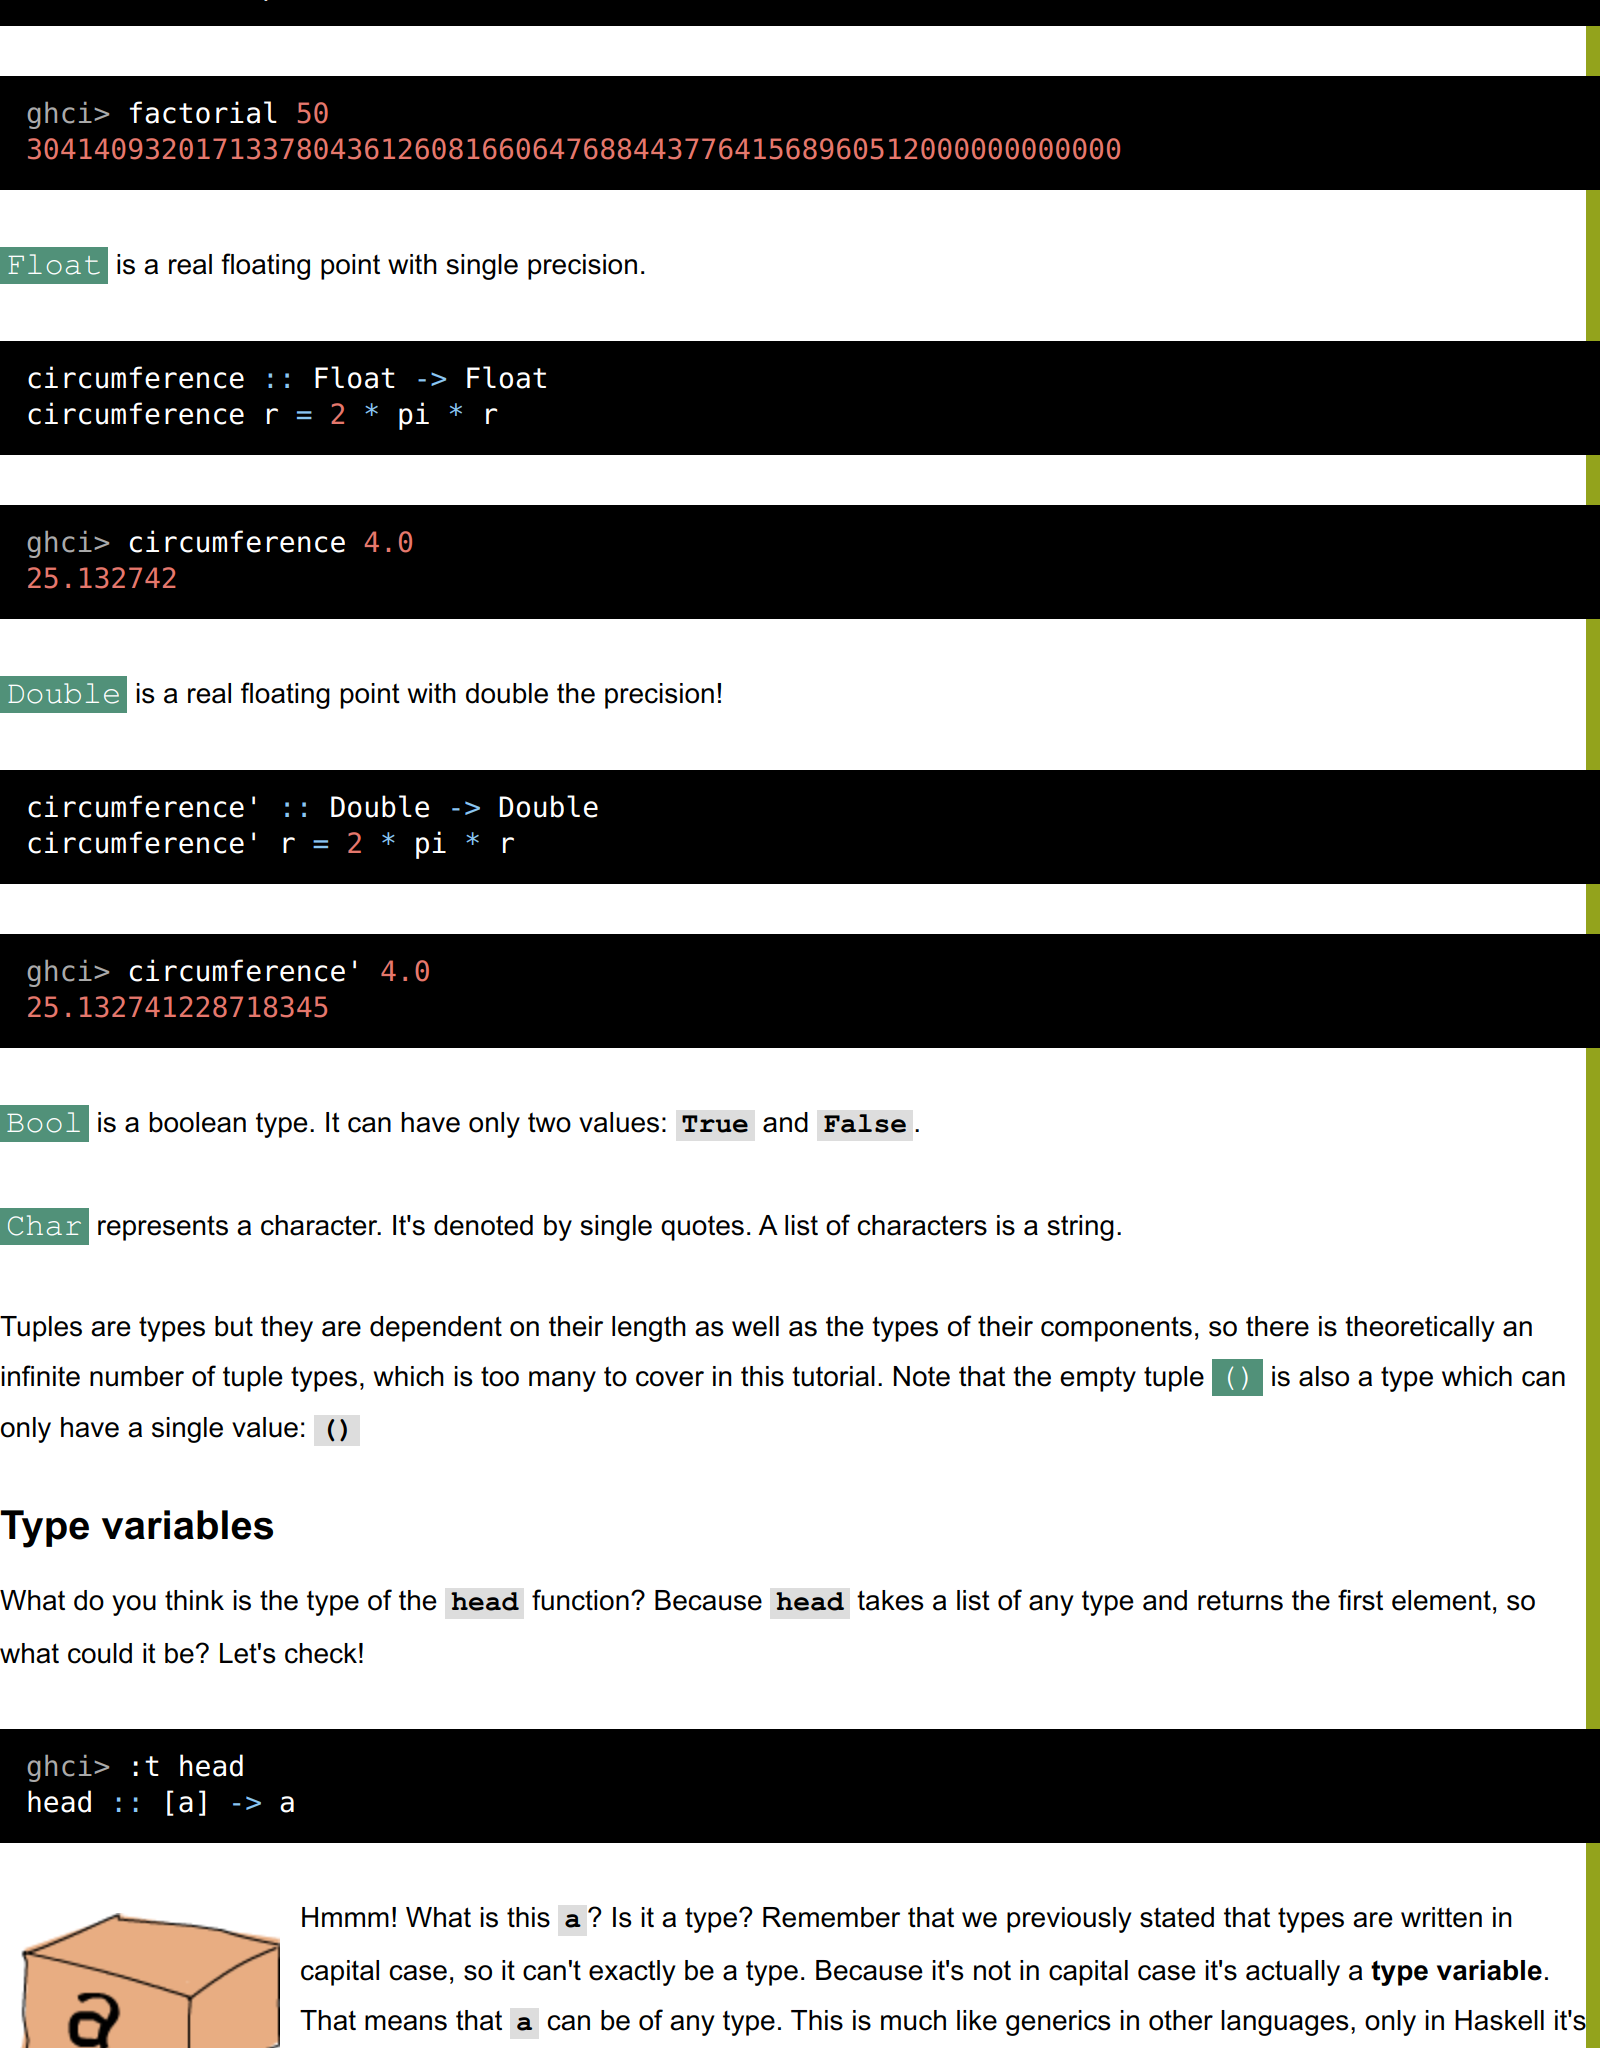 ghci> factorial 50
30414093201713378043612608166064768844377641568960512000000000000
Float is a real floating point with single precision.
circumference :: Float -> Float
circumference r = 2 * pi * r
ghci> circumference 4.0
25.132742
Double is a real floating point with double the precision!
circumference' :: Double -> Double
circumference' r = 2 * pi * r
ghci> circumference' 4.0
25.132741228718345
Bool is a boolean type. It can have only two values: True and False.
Char represents a character. It's denoted by single quotes. A list of characters is a string.
Tuples are types but they are dependent on their length as well as the types of their components, so there is theoretically an
infinite number of tuple types, which is too many to cover in this tutorial. Note that the empty tuple () is also a type which can
only have a single value: ()
Type variables
What do you think is the type of the head function? Because head takes a list of any type and returns the first element, so
what could it be? Let's check!
ghci> :t head
head :: [a] -> a
Hmmm! What is this a? Is it a type? Remember that we previously stated that types are written in
capital case, so it can't exactly be a type. Because it's not in capital case it's actually a type variable.
That means that a can be of any type. This is much like generics in other languages, only in Haskell it's
a